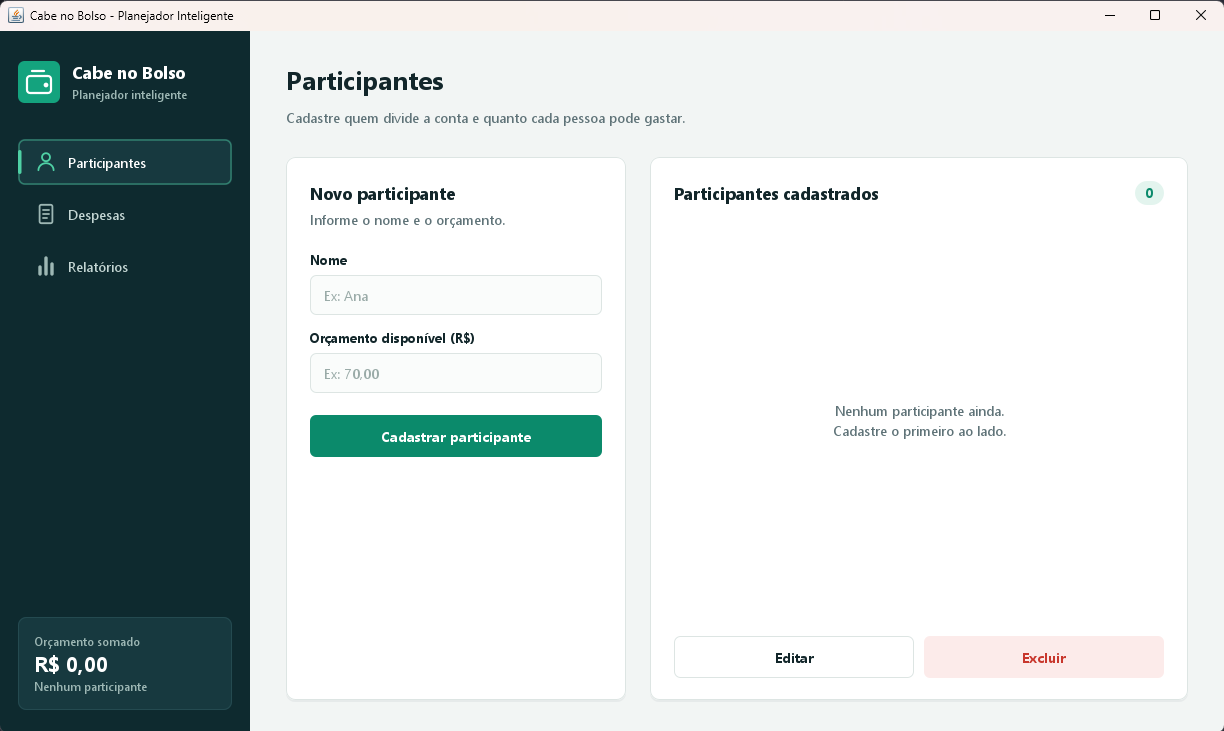 Cabe no Bolso - Planejador Inteligente
Cabe no Bolso
Planejador inteligente
Participantes
Despesas
Relatórios
Orçamento somado
R$ 0,00
Nenhum participante
Participantes
Cadastre quem divide a conta e quanto cada pessoa pode gastar.
Novo participante
Informe o nome e o orçamento.
Nome
Ex: Ana
Orçamento disponível (R$)
Ex: 70,00
Cadastrar participante
Participantes cadastrados
0
Nenhum participante ainda.
Cadastre o primeiro ao lado.
Editar
Excluir